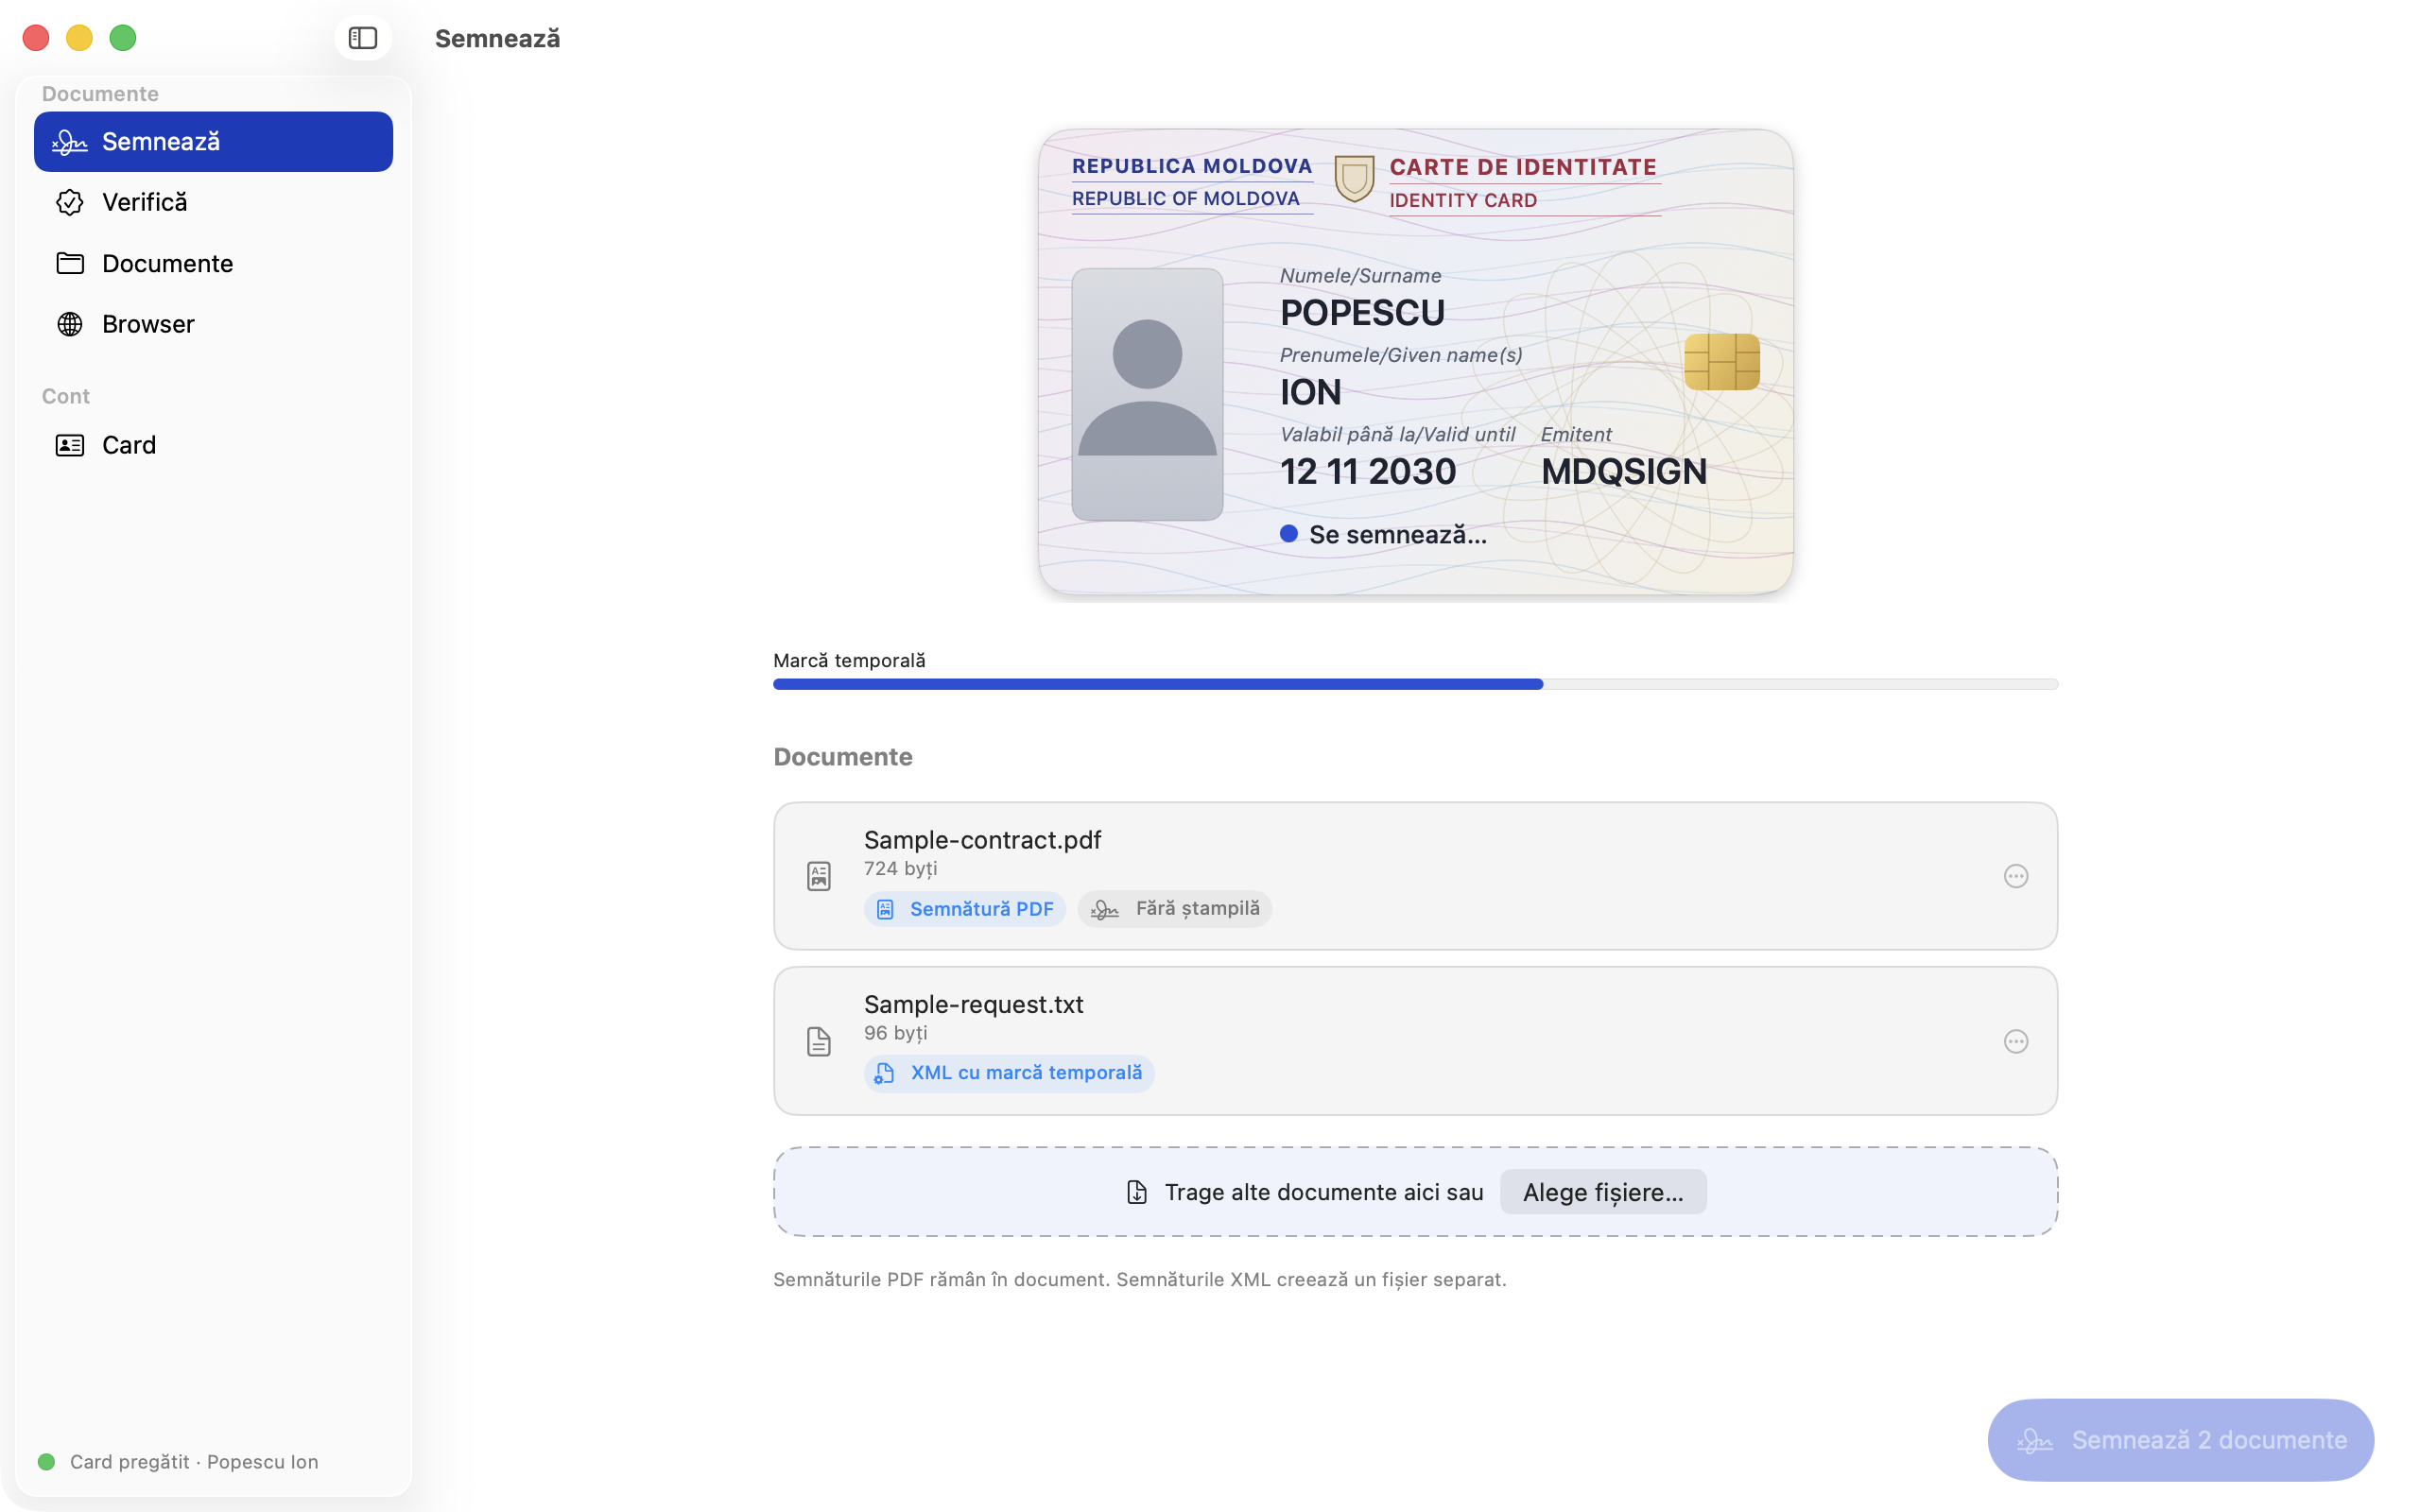 Semnează
Documente
Semnează
Verifică
Documente
Browser
Cont
Card
Card pregătit · Popescu Ion
REPUBLICA MOLDOVA
REPUBLIC OF MOLDOVA
CARTE DE IDENTITATE
IDENTITY CARD
Numele/Surname
POPESCU
Prenumele/Given name(s)
ION
Valabil până la/Valid until Emitent
12 11 2030 MDQSIGN
Se semnează...
Marcă temporală
Documente
Sample-contract.pdf
724 byți
Semnătură PDF Fără ștampilă
Sample-request.txt
96 byți
XML cu marcă temporală
Trage alte documente aici sau Alege fișiere...
Semnăturile PDF rămân în document. Semnăturile XML creează un fișier separat.
Semnează 2 documente